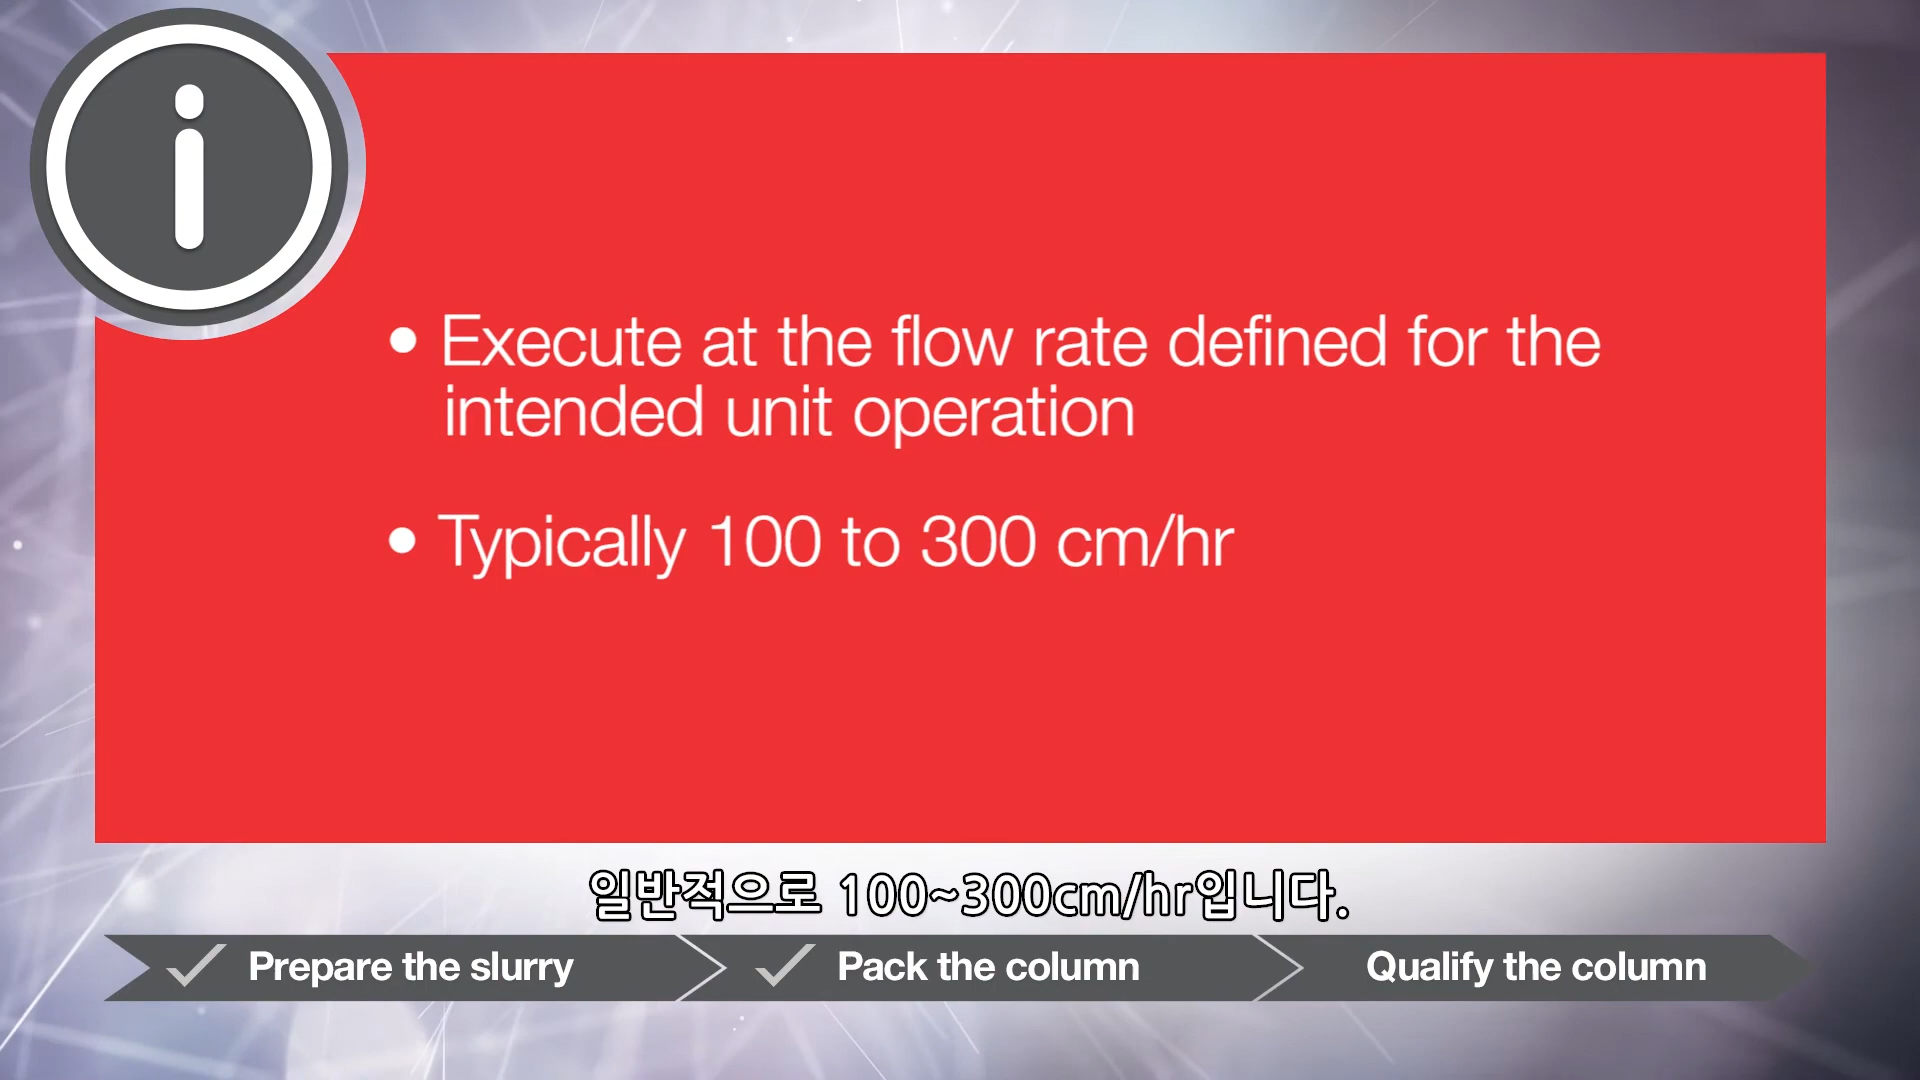 • Execute at the flow rate defined for the
intended unit operation
• Typically 100 to 300 cm/hr
일반적으로 100~300cm/hr입니다.
Prepare the slurry
Pack the column
Qualify the column